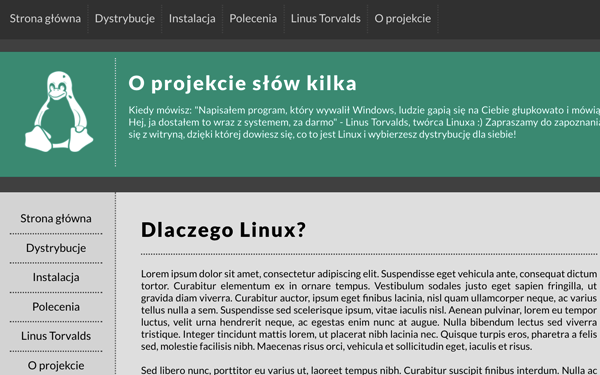 Strona główna Dystrybucje Instalacja Polecenia Linus Torvalds O projekcie
O projekcie słów kilka
Kiedy mówisz: "Napisałem program, który wywalił Windows, ludzie gapią się na Ciebie głupkowato i mówią
Hej, ja dostałem to wraz z systemem, za darmo" - Linus Torvalds, twórca Linuxa :) Zapraszamy do zapoznania
się z witryną, dzięki której dowiesz się, co to jest Linux i wybierzesz dystrybucję dla siebie!
Strona główna
Dystrybucje
Instalacja
Polecenia
Linus Torvalds
O projekcie
Dlaczego Linux?
Lorem ipsum dolor sit amet, consectetur adipiscing elit. Suspendisse eget vehicula ante, consequat dictum
tortor. Curabitur elementum ex in ornare tempus. Vestibulum sodales justo eget sapien fringilla, ut
gravida diam viverra. Curabitur auctor, ipsum eget finibus lacinia, nisl quam ullamcorper neque, ac varius
tellus nulla a sem. Suspendisse sed scelerisque ipsum, vitae iaculis nisl. Aenean pulvinar, lorem eu tempor
luctus, velit urna hendrerit neque, ac egestas enim nunc at augue. Nulla bibendum lectus sed viverra
tristique. Integer tincidunt mattis lorem, ut placerat nibh lacinia nec. Quisque turpis eros, pharetra a felis
sed, molestie facilisis nibh. Maecenas risus orci, vehicula et sollicitudin eget, iaculis et risus.
Sed libero nunc, porttitor eu varius ut, laoreet tempus nibh. Curabitur suscipit finibus interdum. Nulla ac